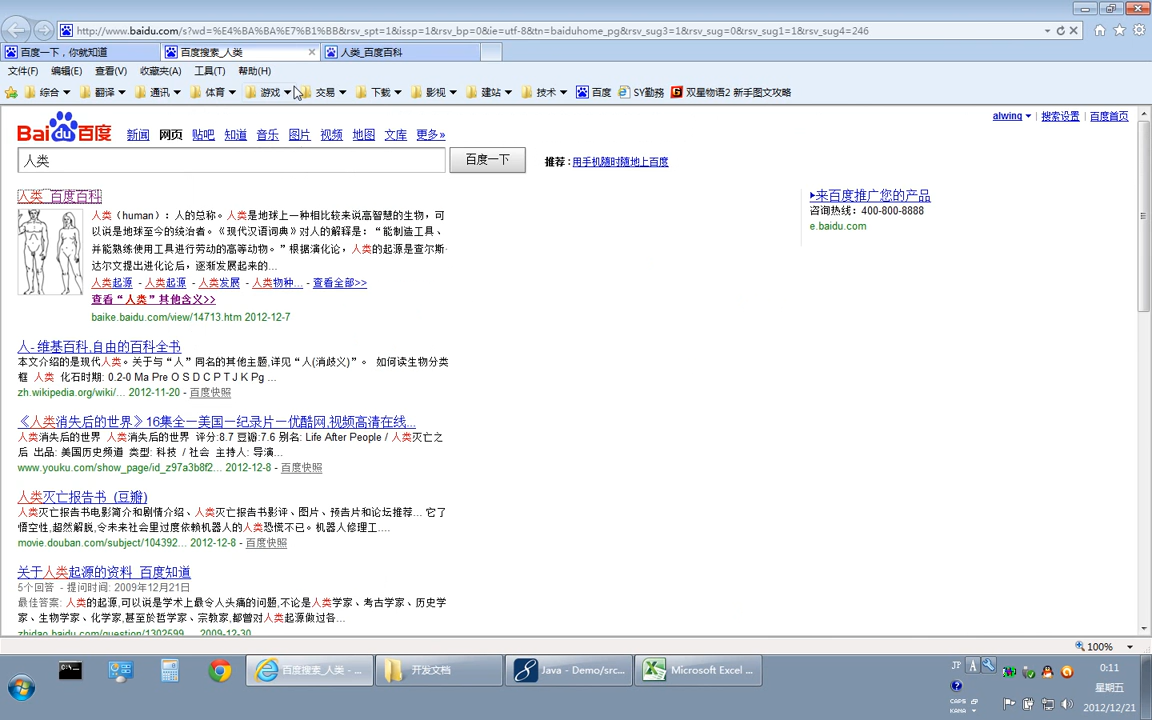 http://www.baidu.com/s?wd=%E4%BA%BA%E7%B1%BB&rsv_spt=1&issp=1&rsv_bp=0&ie=utf-8&tn=baiduhome_pg&rsv_sug3=1&rsv_sug=0&rsv_sug1=1&rsv_sug4=246
百度一下，你就知道 百度搜索_人类 人类_百度百科
文件(F) 编辑(E) 查看(V) 收藏夹(A) 工具(T) 帮助(H)
综合 翻译 通讯 体育 游戏 交易 下载 影视 建站 技术 百度 SY勤務 双星物语2 新手图文攻略
alwing 搜索设置 | 百度首页
Bai du 百度 新闻 网页 贴吧 知道 音乐 图片 视频 地图 文库 更多»
人类 百度一下 推荐：用手机随时随地上百度
人类_百度百科
人类（human）：人的总称。人类是地球上一种相比较来说高智慧的生物，可
以说是地球至今的统治者。《现代汉语词典》对人的解释是：“能制造工具、
并能熟练使用工具进行劳动的高等动物。”根据演化论，人类的起源是查尔斯·
达尔文提出进化论后，逐渐发展起来的...
人类起源 - 人类起源 - 人类发展 - 人类物种... - 查看全部>>
查看“人类”其他含义>>
baike.baidu.com/view/14713.htm 2012-12-7
人- 维基百科,自由的百科全书
本文介绍的是现代人类。关于与“人”同名的其他主题,详见“人(消歧义)”。 如何读生物分类
框 人类 化石时期: 0.2-0 Ma Pre O S D C P T J K Pg ...
zh.wikipedia.org/wiki/... 2012-11-20 - 百度快照
《人类消失后的世界》16集全—美国—纪录片—优酷网,视频高清在线...
人类消失后的世界 人类消失后的世界 评分:8.7 豆瓣:7.6 别名: Life After People / 人类灭亡之
后 出品: 美国历史频道 类型: 科技 / 社会 主持人: 导演...
www.youku.com/show_page/id_z97a3b8f2... 2012-12-8 - 百度快照
人类灭亡报告书 (豆瓣)
人类灭亡报告书电影简介和剧情介绍、人类灭亡报告书影评、图片、预告片和论坛推荐... 它了
悟空性,超然解脱,令未来社会里过度依赖机器人的人类恐慌不已。机器人修理工....
movie.douban.com/subject/104392... 2012-12-8 - 百度快照
关于人类起源的资料_百度知道
5个回答 - 提问时间: 2009年12月21日
最佳答案: 人类的起源,可以说是学术上最令人头痛的问题,不论是人类学家、考古学家、历史学
家、生物学家、化学家,甚至於哲学家、宗教家,都曾对人类起源做过各...
zhidao.baidu.com/question/1302599... 2009-12-30
来百度推广您的产品
咨询热线：400-800-8888
e.baidu.com
100%
百度搜索_人类 - ... 开发文档 Java - Demo/src... Microsoft Excel ...
JP A
CAPS
KANA
0:11
星期五
2012/12/21